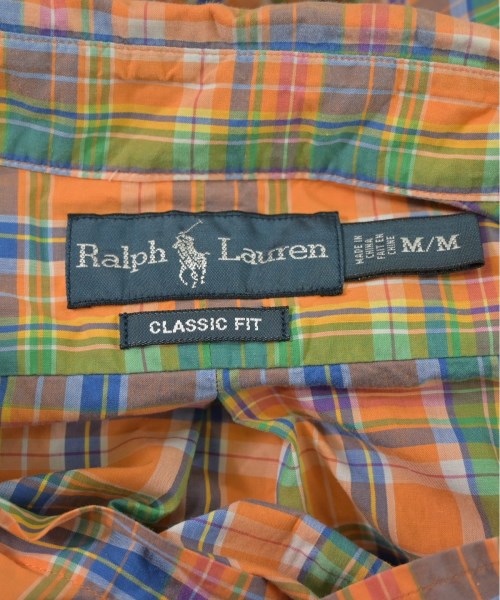 Ralph Lauren
MADE IN
CHINA
FAIT EN
CHINE
M/M
CLASSIC FIT